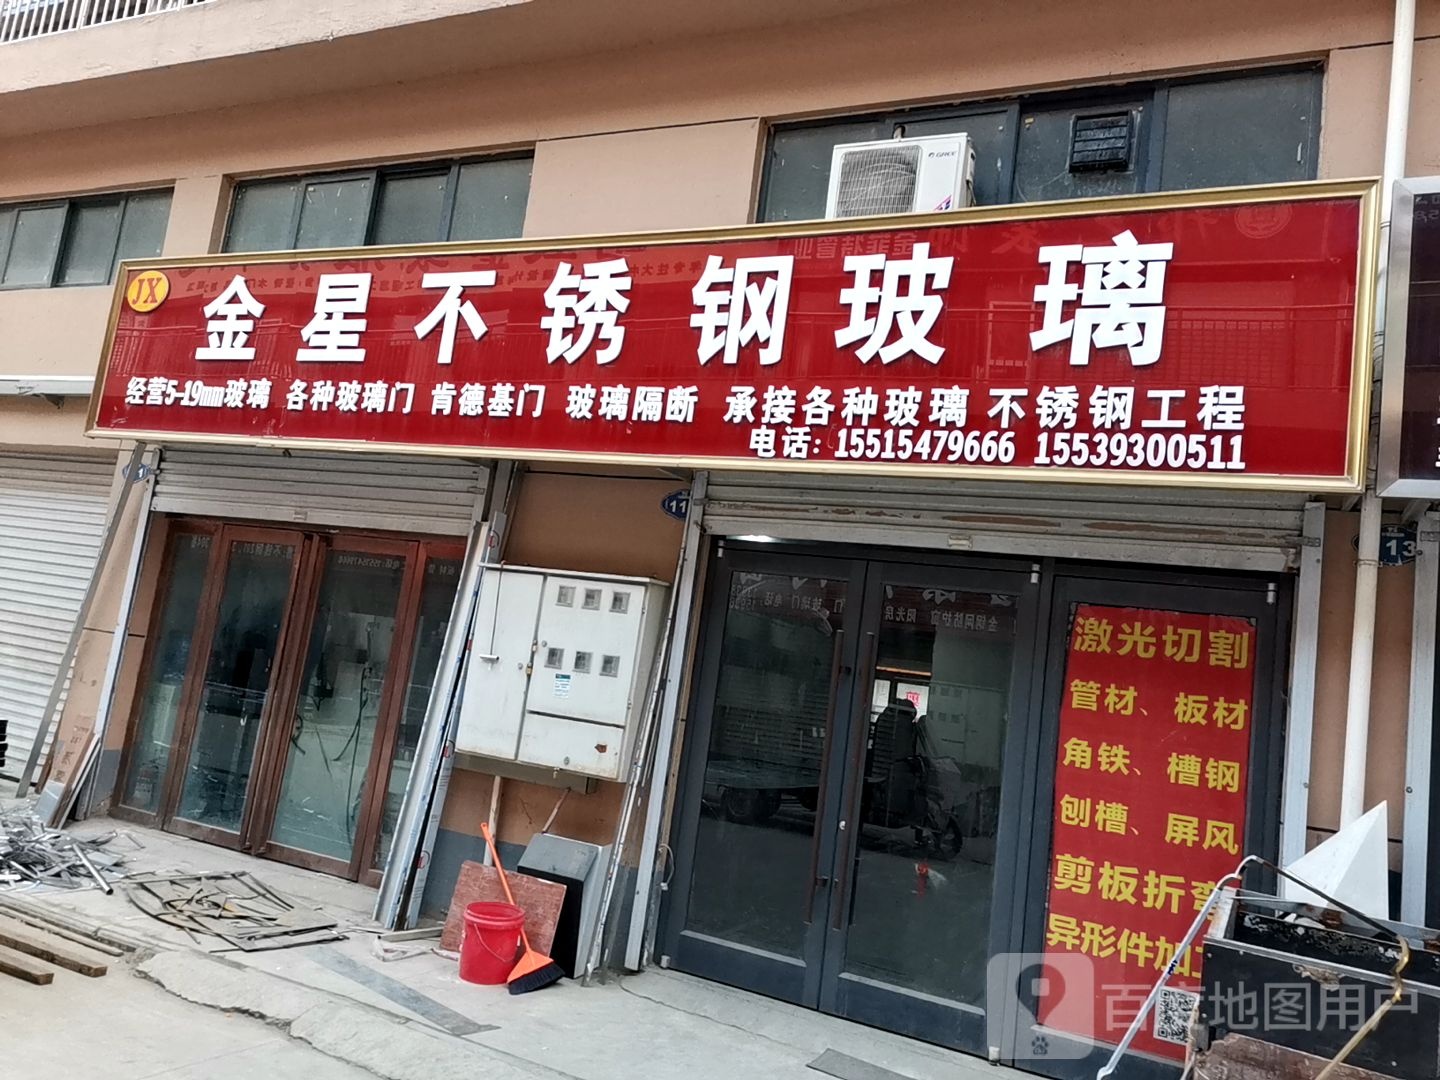 JX
金星不锈钢玻璃
经营5-19mm玻璃 各种玻璃门 肯德基门 玻璃隔断 承接各种玻璃 不锈钢工程
电话: 15515479666 15539300511
GREE
11
13
激光切割
管材、板材
角铁、槽钢
刨槽、屏风
剪板折弯
异形件加工
百度地图用户